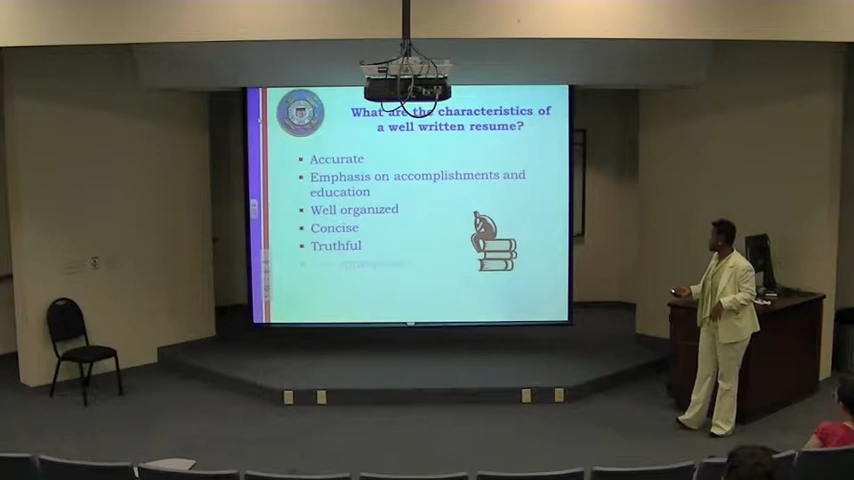 What are the characteristics of
a well written resume?
Accurate
Emphasis on accomplishments and
education
Well organized
Concise
Truthful